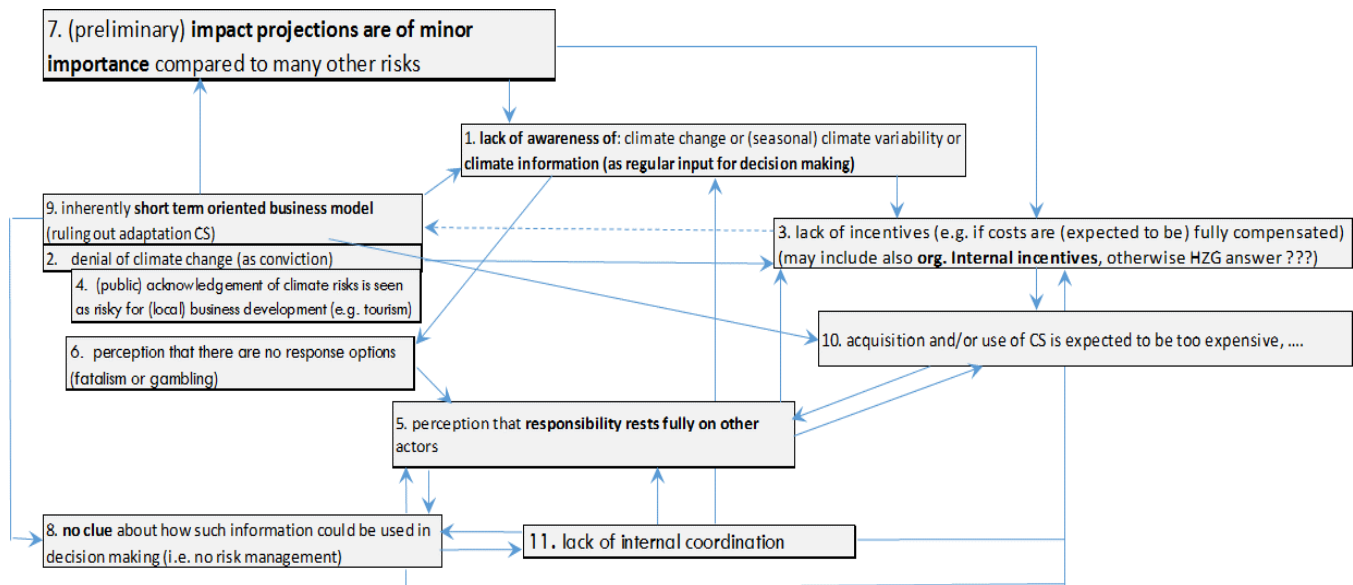 7. (preliminary) impact projections are of minor
importance compared to many other risks
1. lack of awareness of: climate change or (seasonal) climate variability or
climate information (as regular input for decision making)
9. inherently short term oriented business model
(ruling out adaptation CS)
2. denial of climate change (as conviction)
3. lack of incentives (e.g. if costs are (expected to be) fully compensated)
(may include also org. Internal incentives, otherwise HZG answer ???)
4. (public) acknowledgement of climate risks is seen
as risky for (local) business development (e.g. tourism)
6. perception that there are no response options
(fatalism or gambling)
10. acquisition and/or use of CS is expected to be too expensive, ....
5. perception that responsibility rests fully on other
actors
8. no clue about how such information could be used in
decision making (i.e. no risk management)
11. lack of internal coordination